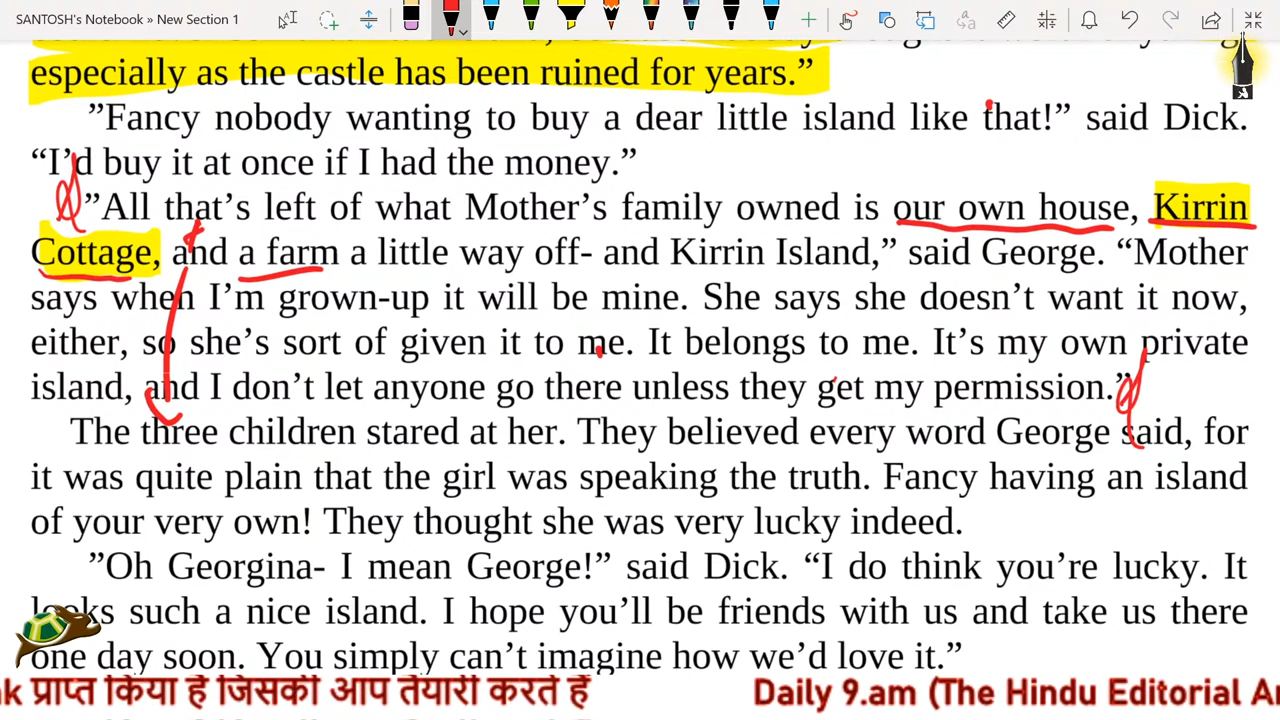 SANTOSH's Notebook » New Section 1
especially as the castle has been ruined for years.”
”Fancy nobody wanting to buy a dear little island like that!” said Dick.
“I’d buy it at once if I had the money.”
”All that’s left of what Mother’s family owned is our own house, Kirrin
Cottage, and a farm a little way off- and Kirrin Island,” said George. “Mother
says when I’m grown-up it will be mine. She says she doesn’t want it now,
either, so she’s sort of given it to me. It belongs to me. It’s my own private
island, and I don’t let anyone go there unless they get my permission.”
The three children stared at her. They believed every word George said, for
it was quite plain that the girl was speaking the truth. Fancy having an island
of your very own! They thought she was very lucky indeed.
”Oh Georgina- I mean George!” said Dick. “I do think you’re lucky. It
looks such a nice island. I hope you’ll be friends with us and take us there
one day soon. You simply can’t imagine how we’d love it.”
प्राप्त किया है जिसकी आप तैयारी करते हैं Daily 9.am (The Hindu Editorial